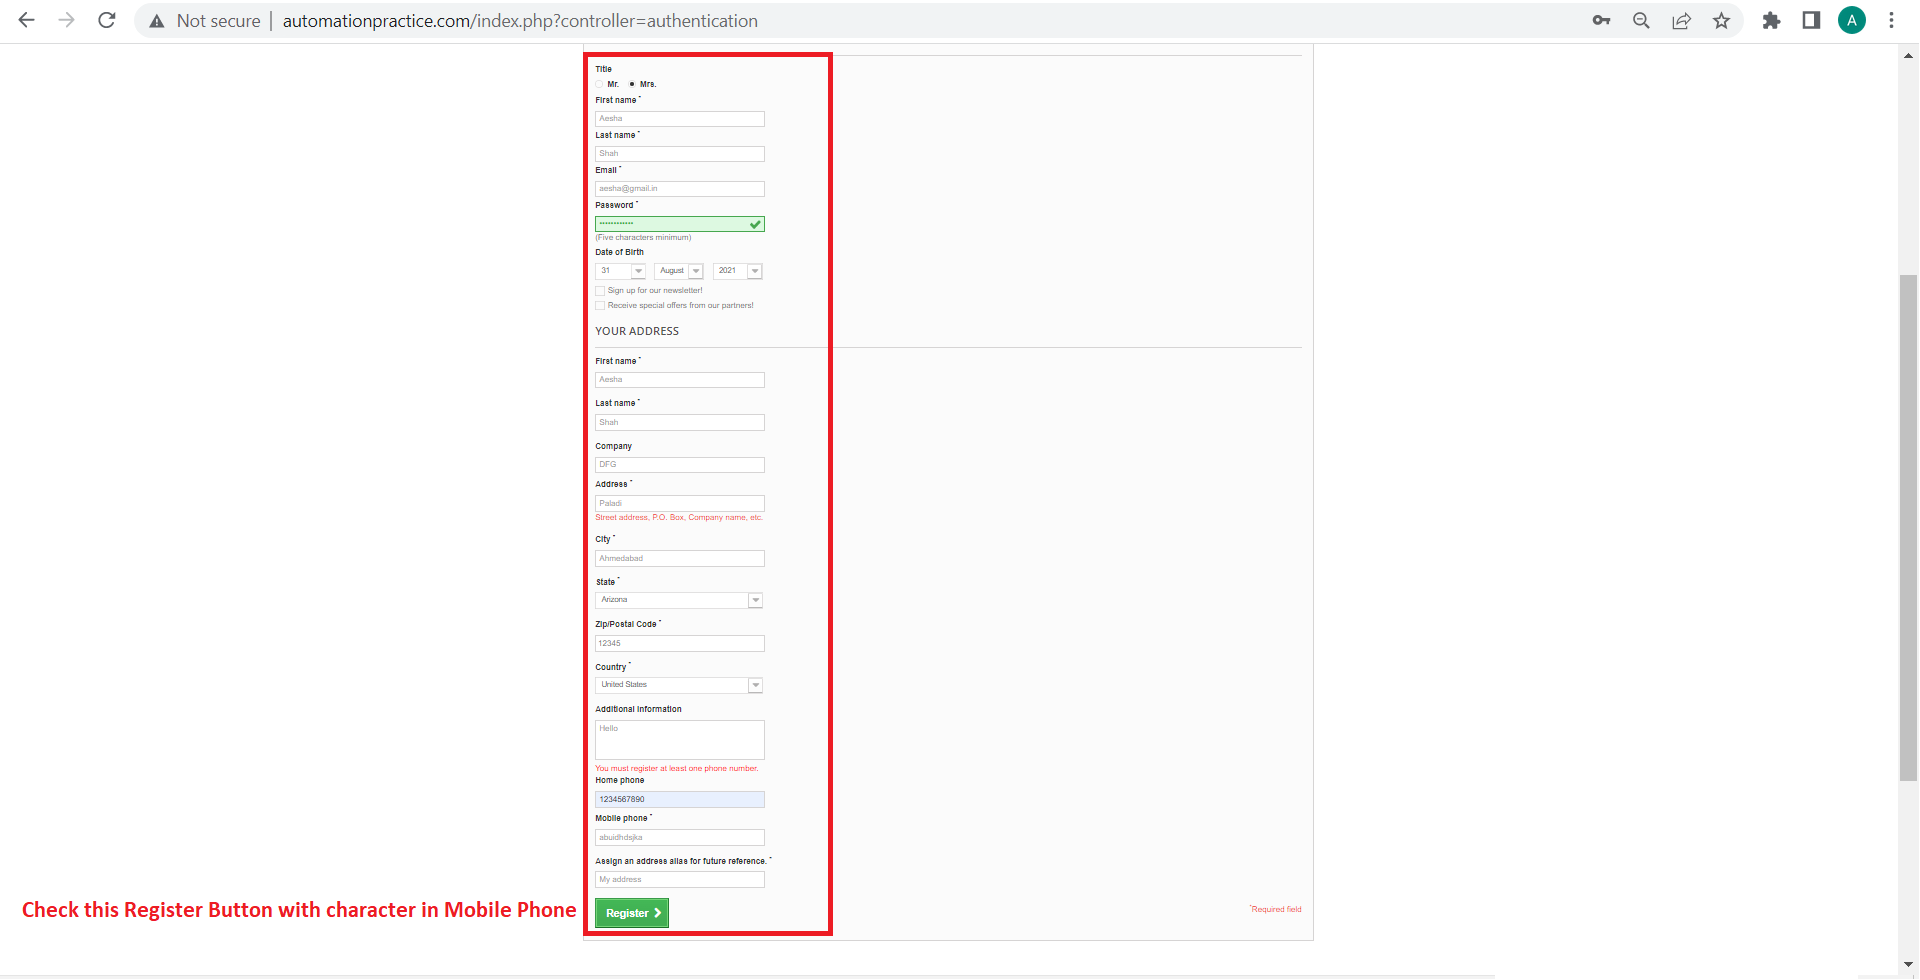 Not secure | automationpractice.com/index.php?controller=authentication A
Title
Mr. Mrs.
First name *
Aesha
Last name *
Shah
Email *
aesha@gmail.in
Password *
••••••••••••
(Five characters minimum)
Date of Birth
31 August 2021
Sign up for our newsletter!
Receive special offers from our partners!
YOUR ADDRESS
First name *
Aesha
Last name *
Shah
Company
DFG
Address *
Paladi
Street address, P.O. Box, Company name, etc.
City *
Ahmedabad
State *
Arizona
Zip/Postal Code *
12345
Country *
United States
Additional information
Hello
You must register at least one phone number.
Home phone
1234567890
Mobile phone *
abuidhdsjka
Assign an address alias for future reference. *
My address
Check this Register Button with character in Mobile Phone
Register
*Required field